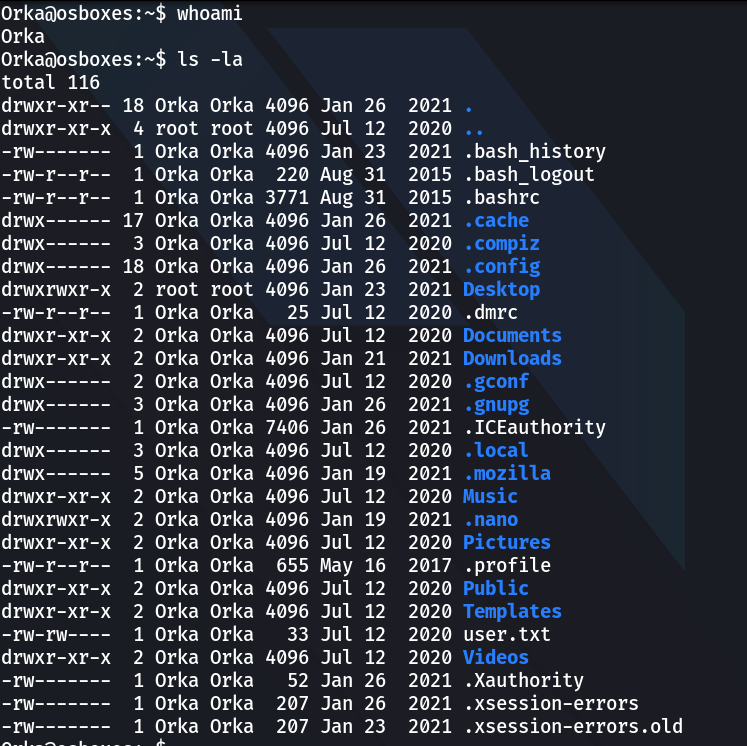 Orka@osboxes:~$ whoami
Orka
Orka@osboxes:~$ ls -la
total 116
drwxr-xr-- 18 Orka Orka 4096 Jan 26  2021 .
drwxr-xr-x  4 root root 4096 Jul 12  2020 ..
-rw-------  1 Orka Orka 4096 Jan 23  2021 .bash_history
-rw-r--r--  1 Orka Orka  220 Aug 31  2015 .bash_logout
-rw-r--r--  1 Orka Orka 3771 Aug 31  2015 .bashrc
drwx------ 17 Orka Orka 4096 Jan 26  2021 .cache
drwx------  3 Orka Orka 4096 Jul 12  2020 .compiz
drwx------ 18 Orka Orka 4096 Jan 26  2021 .config
drwxrwxr-x  2 root root 4096 Jan 23  2021 Desktop
-rw-r--r--  1 Orka Orka   25 Jul 12  2020 .dmrc
drwxr-xr-x  2 Orka Orka 4096 Jul 12  2020 Documents
drwxr-xr-x  2 Orka Orka 4096 Jan 21  2021 Downloads
drwx------  2 Orka Orka 4096 Jul 12  2020 .gconf
drwx------  3 Orka Orka 4096 Jan 26  2021 .gnupg
-rw-------  1 Orka Orka 7406 Jan 26  2021 .ICEauthority
drwx------  3 Orka Orka 4096 Jul 12  2020 .local
drwx------  5 Orka Orka 4096 Jan 19  2021 .mozilla
drwxr-xr-x  2 Orka Orka 4096 Jul 12  2020 Music
drwxrwxr-x  2 Orka Orka 4096 Jan 19  2021 .nano
drwxr-xr-x  2 Orka Orka 4096 Jul 12  2020 Pictures
-rw-r--r--  1 Orka Orka  655 May 16  2017 .profile
drwxr-xr-x  2 Orka Orka 4096 Jul 12  2020 Public
drwxr-xr-x  2 Orka Orka 4096 Jul 12  2020 Templates
-rw-rw----  1 Orka Orka   33 Jul 12  2020 user.txt
drwxr-xr-x  2 Orka Orka 4096 Jul 12  2020 Videos
-rw-------  1 Orka Orka   52 Jan 26  2021 .Xauthority
-rw-------  1 Orka Orka  207 Jan 26  2021 .xsession-errors
-rw-------  1 Orka Orka  207 Jan 23  2021 .xsession-errors.old